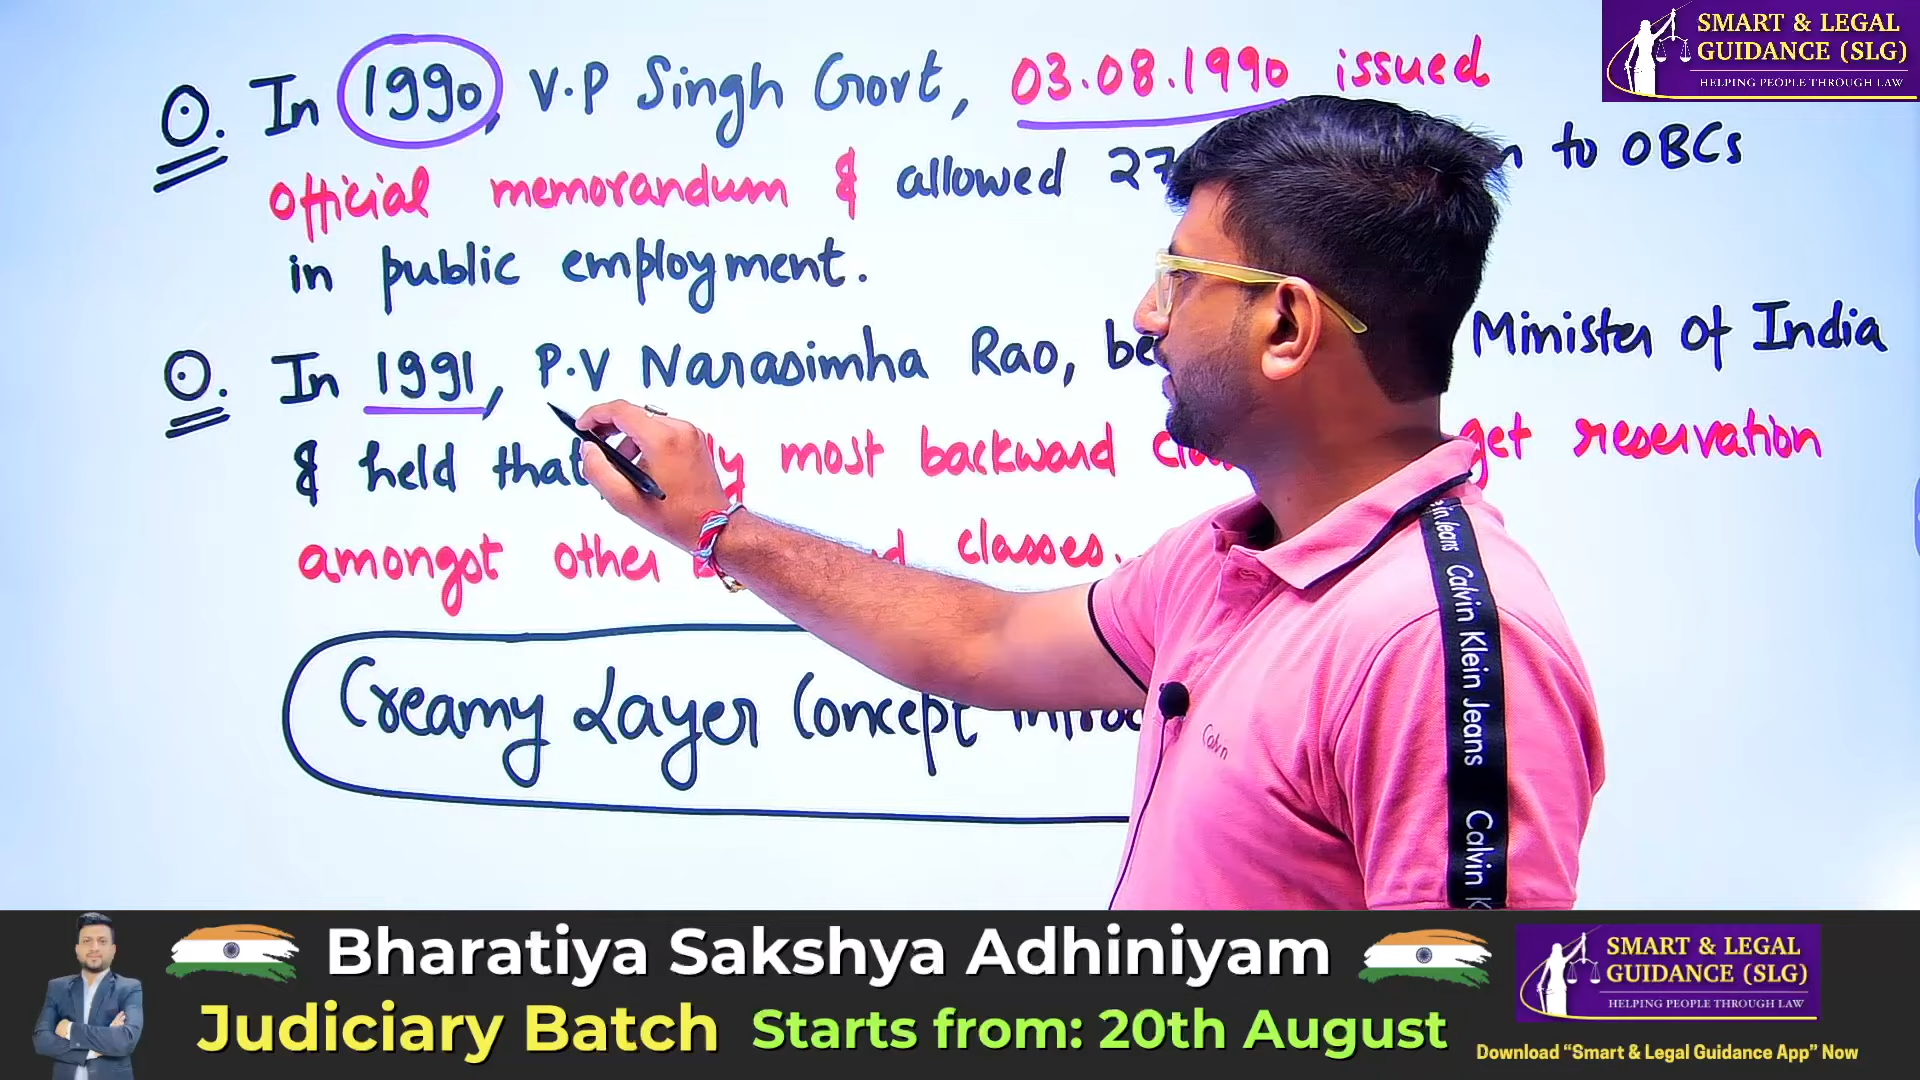 SMART & LEGAL
GUIDANCE (SLG)
HELPING PEOPLE THROUGH LAW
Q. In 1990, V.P Singh Govt, 03.08.1990 issued
official memorandum & allowed 27 to OBCs
in public employment.
Q. In 1991, P.V Narasimha Rao, Minister of India
& held that, most backward get reservation
amongst other classes.
Creamy Layer Concept
Calvin Klein Jeans
Calvin
Bharatiya Sakshya Adhiniyam
Judiciary Batch Starts from: 20th August
SMART & LEGAL
GUIDANCE (SLG)
HELPING PEOPLE THROUGH LAW
Download “Smart & Legal Guidance App” Now